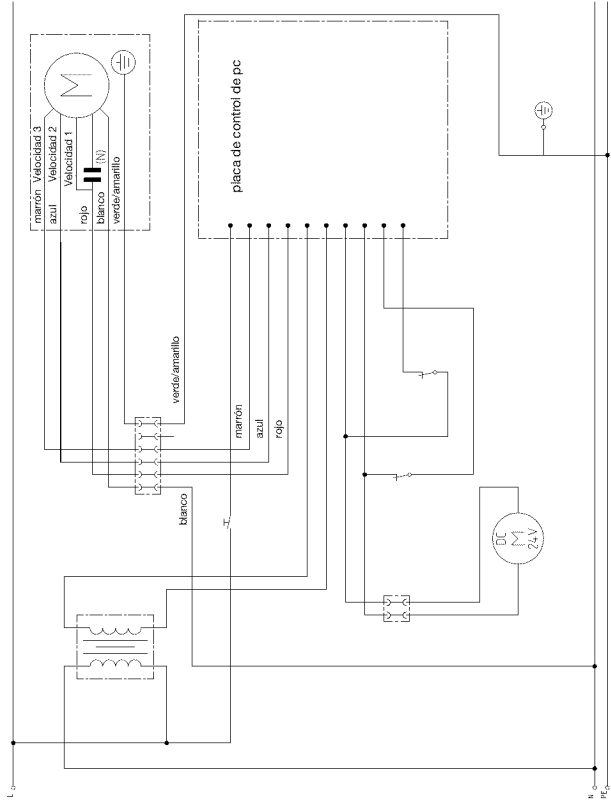 marrón Velocidad 3
azul Velocidad 2
Velocidad 1
rojo
(N)
blanco
verde/amarillo
M
placa de control de pc
verde/amarillo
marrón
azul
rojo
blanco
DC
M
24V
L
N
PE